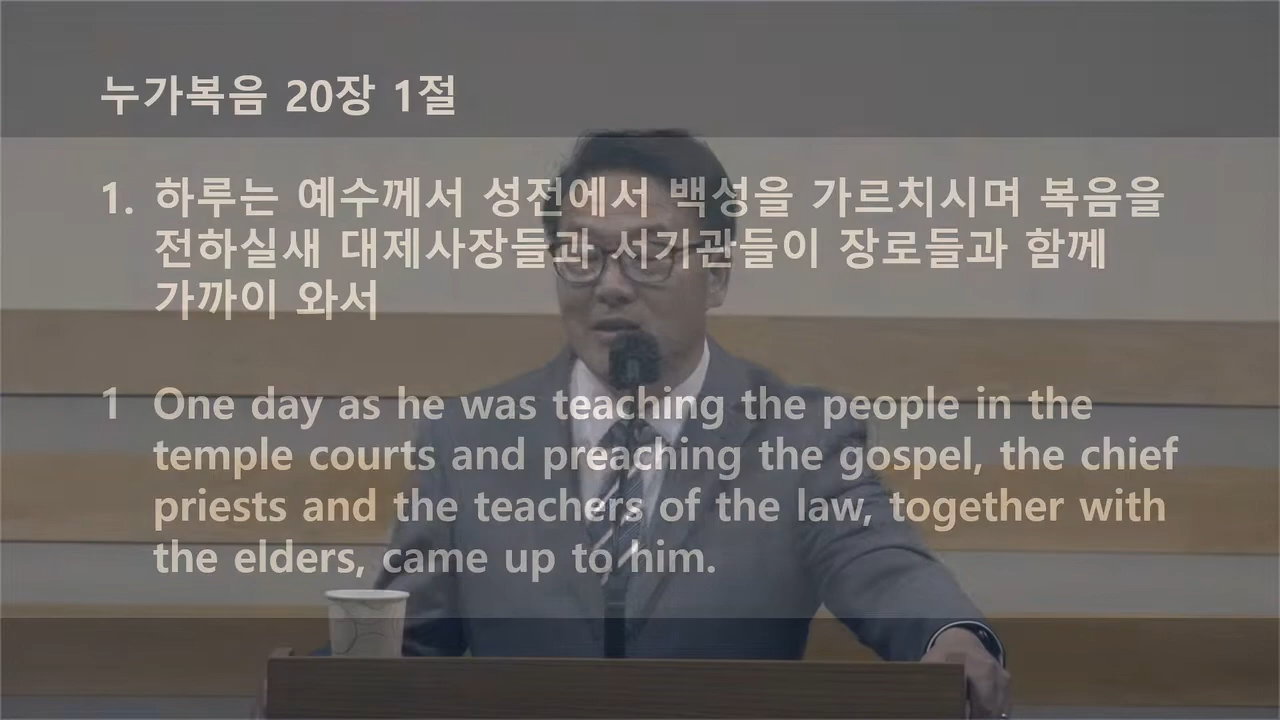 누가복음 20장 1절
1. 하루는 예수께서 성전에서 백성을 가르치시며 복음을
전하실새 대제사장들과 서기관들이 장로들과 함께
가까이 와서
1 One day as he was teaching the people in the
temple courts and preaching the gospel, the chief
priests and the teachers of the law, together with
the elders, came up to him.